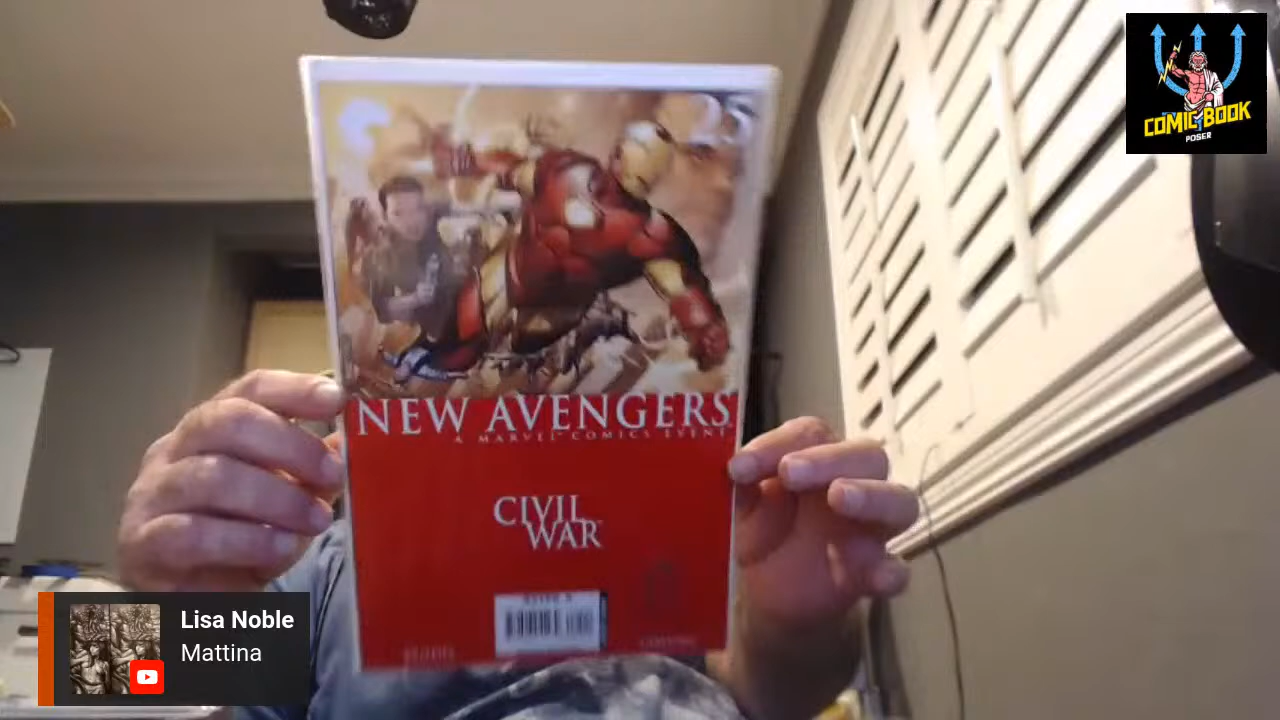 COMIC BOOK
POSER
NEW AVENGERS
A MARVEL COMICS EVENT
CIVIL
WAR
Lisa Noble
Mattina